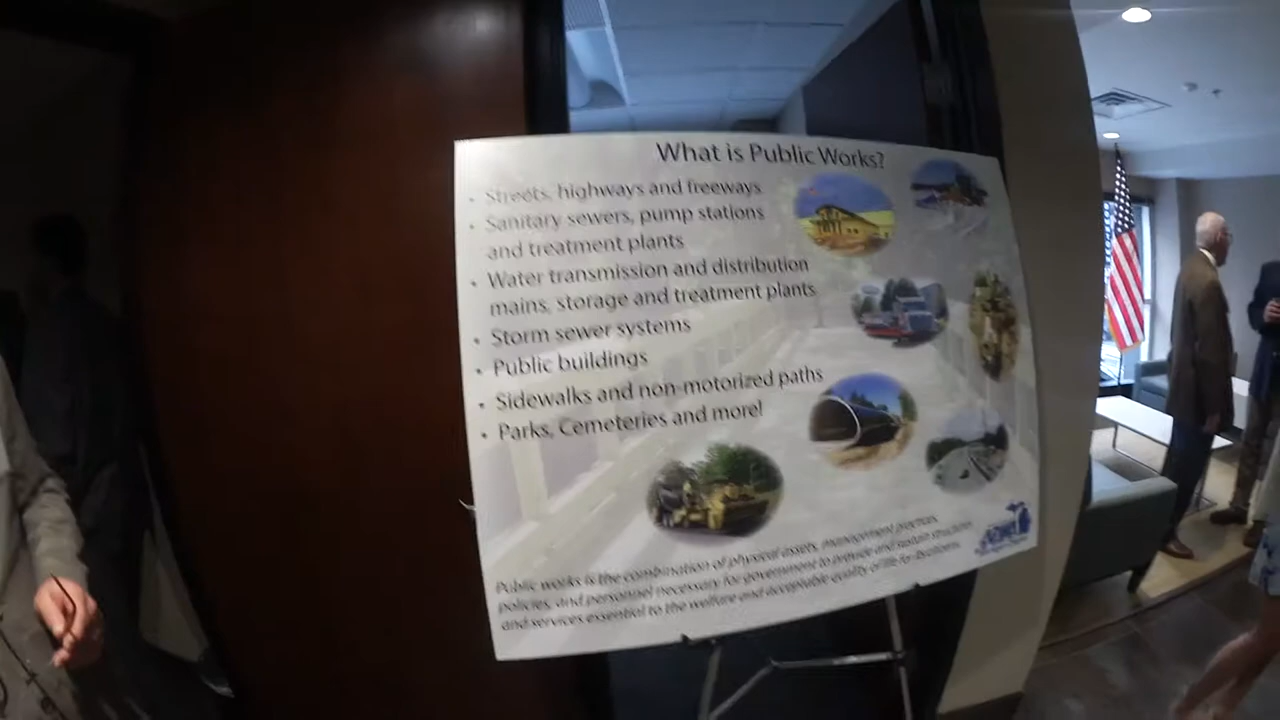 What is Public Works?
• Streets, highways and freeways
• Sanitary sewers, pump stations
and treatment plants
• Water transmission and distribution
mains, storage and treatment plants
• Storm sewer systems
• Public buildings
• Sidewalks and non-motorized paths
• Parks, Cemeteries and more!
Public works is the combination of physical assets, management practices,
policies, and personnel necessary for government to provide and sustain structures
and services essential to the welfare and acceptable quality of life for its citizens.
APWA